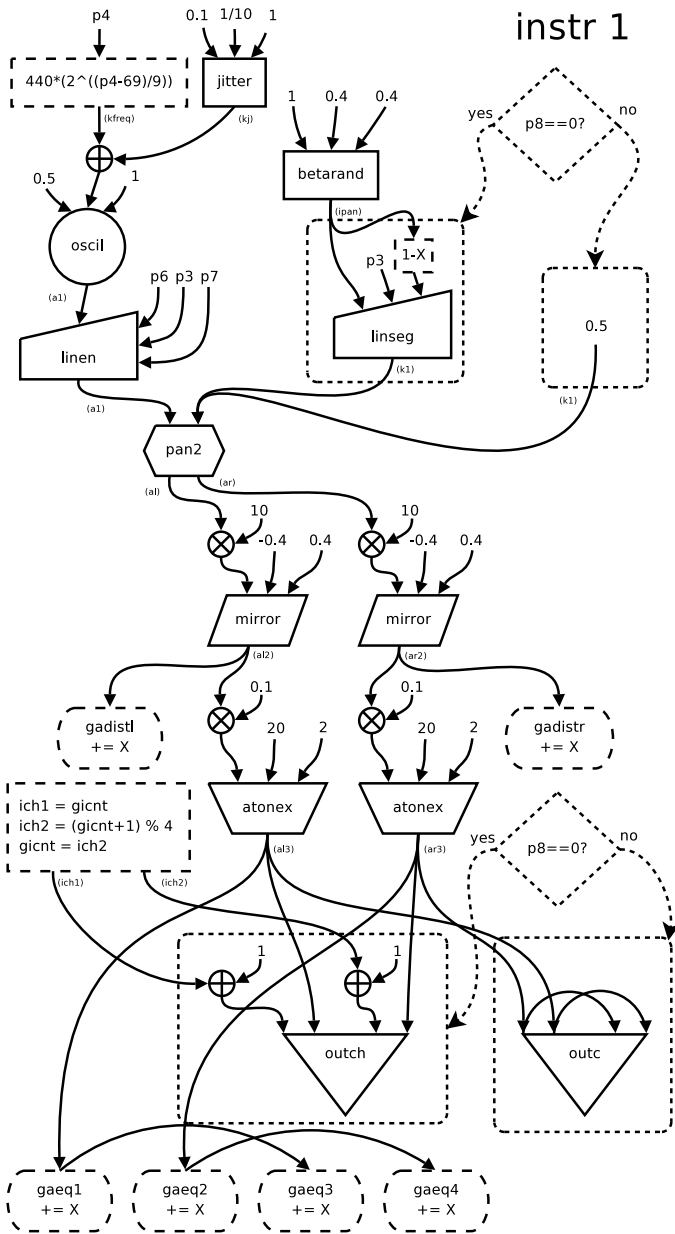 instr 1
p4
0.1
1/10
1
440*(2^((p4-69)/9))
jitter
(kfreq)
(kj)
1
0.4
0.4
yes
p8==0?
no
betarand
0.5
1
oscil
(ipan)
1-X
p3
(a1)
p6
p3
p7
linen
linseg
0.5
(a1)
(k1)
(k1)
pan2
(al)
(ar)
10
10
-0.4
0.4
-0.4
0.4
mirror
mirror
(al2)
(ar2)
0.1
0.1
gadistl
+= X
gadistr
+= X
20
2
20
2
ich1 = gicnt
ich2 = (gicnt+1) % 4
gicnt = ich2
atonex
atonex
(ich1)
(ich2)
(al3)
(ar3)
yes
p8==0?
no
1
1
outch
outc
gaeq1
+= X
gaeq2
+= X
gaeq3
+= X
gaeq4
+= X